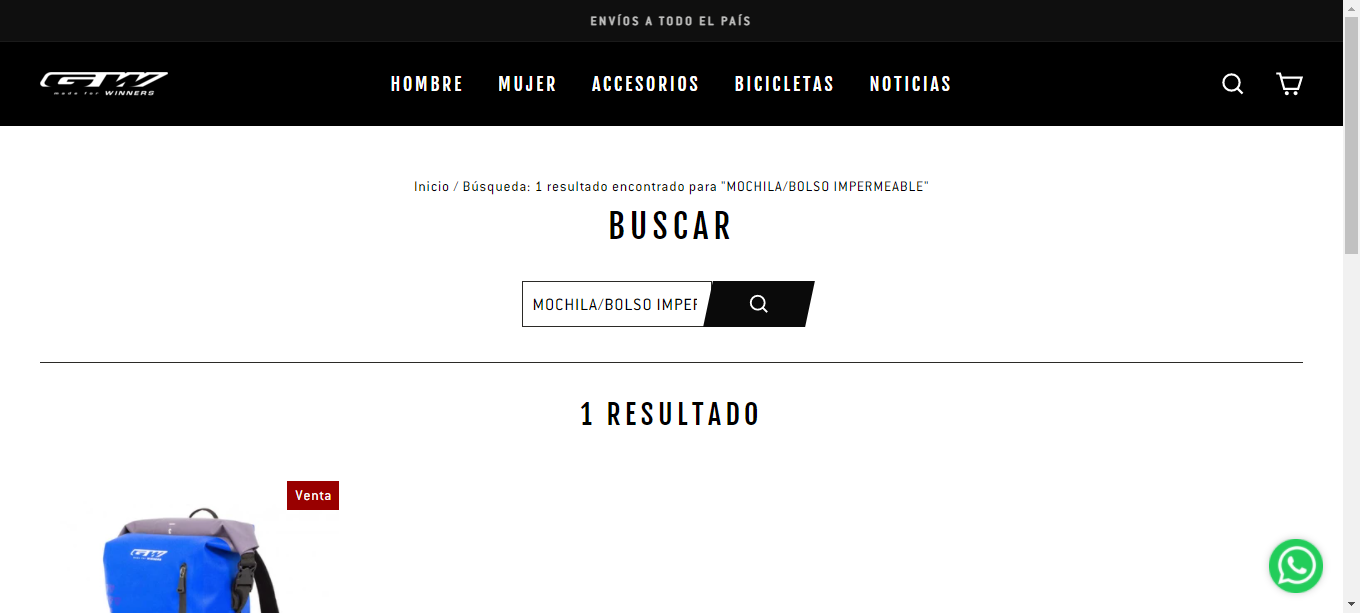 ENVÍOS A TODO EL PAÍS
GW
made for WINNERS
HOMBRE MUJER ACCESORIOS BICICLETAS NOTICIAS
Inicio / Búsqueda: 1 resultado encontrado para "MOCHILA/BOLSO IMPERMEABLE"
BUSCAR
MOCHILA/BOLSO IMPER
1 RESULTADO
Venta
GW